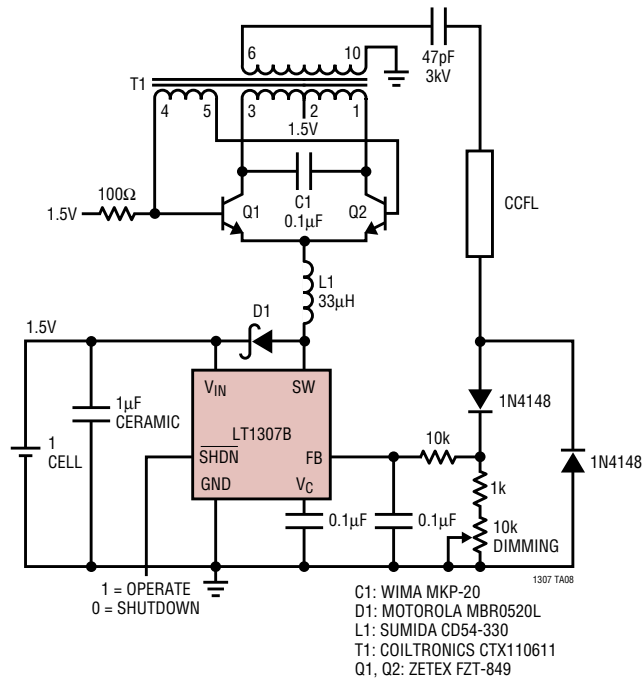 6
10
47pF
3kV
T1
4
5
3
2
1
1.5V
100Ω
1.5V
Q1
C1
0.1µF
Q2
CCFL
L1
33µH
1.5V
D1
VIN
SW
1µF
CERAMIC
LT1307B
1N4148
1
CELL
SHDN
FB
10k
1N4148
GND
VC
1k
0.1µF
0.1µF
10k
DIMMING
1307 TA08
1 = OPERATE
0 = SHUTDOWN
C1: WIMA MKP-20
D1: MOTOROLA MBR0520L
L1: SUMIDA CD54-330
T1: COILTRONICS CTX110611
Q1, Q2: ZETEX FZT-849